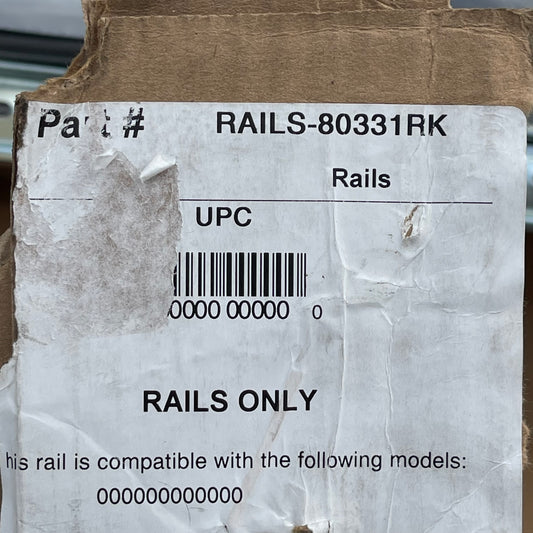 Part # RAILS-80331RK
Rails
UPC
0000 00000 0
RAILS ONLY
his rail is compatible with the following models:
000000000000